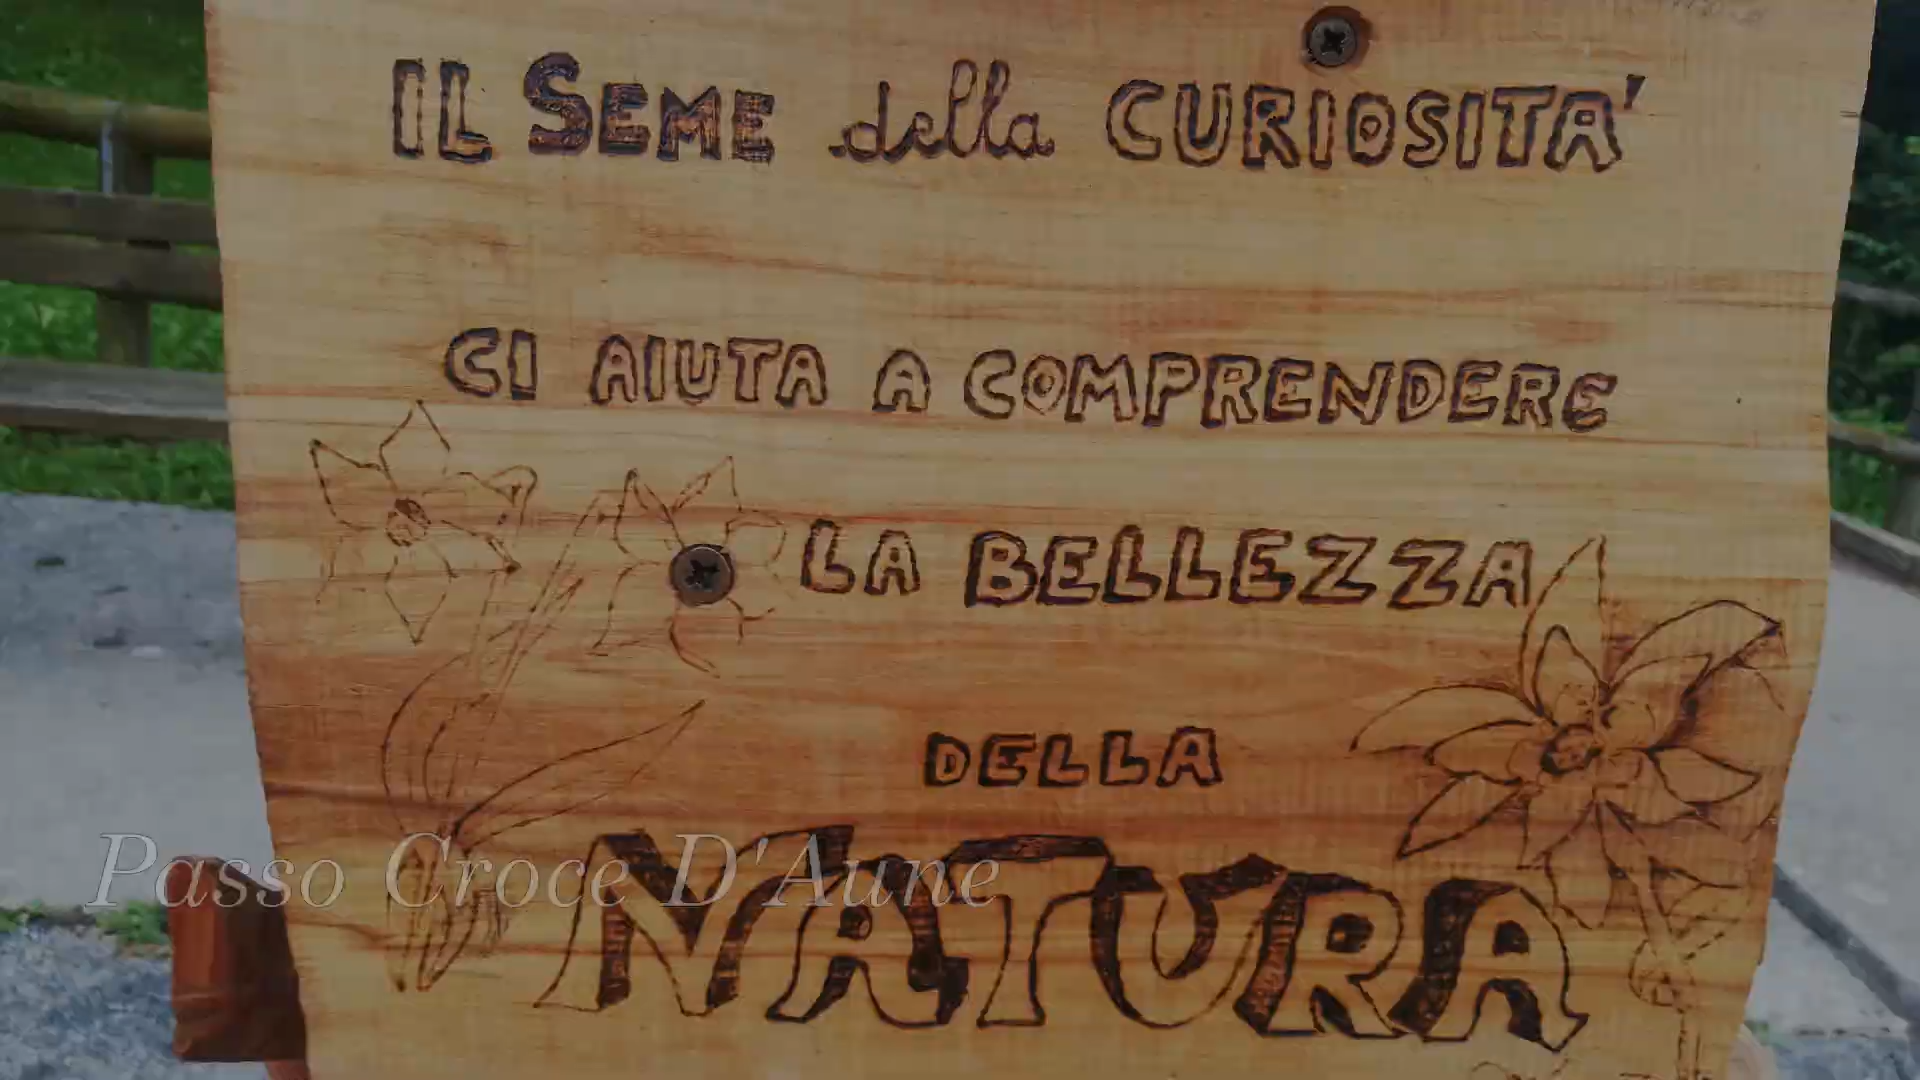 IL SEME della CURIOSITA'
CI AIUTA A COMPRENDERE
LA BELLEZZA
DELLA
NATURA
Passo Croce D'Aune